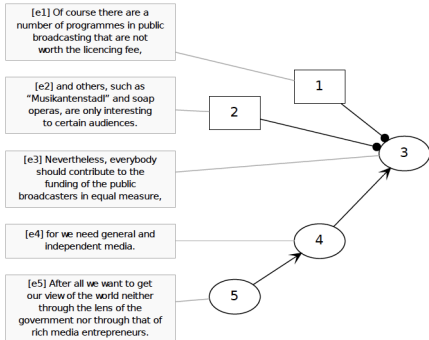 [e1] Of course there are a
number of programmes in public
broadcasting that are not
worth the licencing fee,
1
[e2] and others, such as
“Musikantenstadl” and soap
operas, are only interesting
to certain audiences.
2
[e3] Nevertheless, everybody
should contribute to the
funding of the public
broadcasters in equal measure,
3
[e4] for we need general and
independent media.
4
[e5] After all we want to get
our view of the world neither
through the lens of the
government nor through that of
rich media entrepreneurs.
5